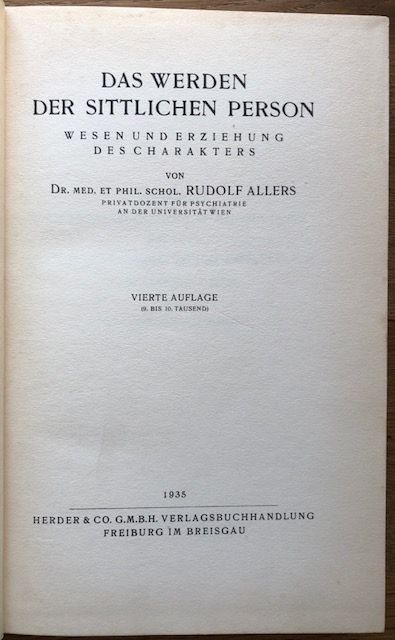 DAS WERDEN
DER SITTLICHEN PERSON
WESEN UND ERZIEHUNG
DES CHARAKTERS
VON
DR. MED. ET PHIL. SCHOL. RUDOLF ALLERS
PRIVATDOZENT FÜR PSYCHIATRIE
AN DER UNIVERSITÄT WIEN
VIERTE AUFLAGE
(9. BIS 10. TAUSEND)
1935
HERDER & CO. G.M.B.H. VERLAGSBUCHHANDLUNG
FREIBURG IM BREISGAU